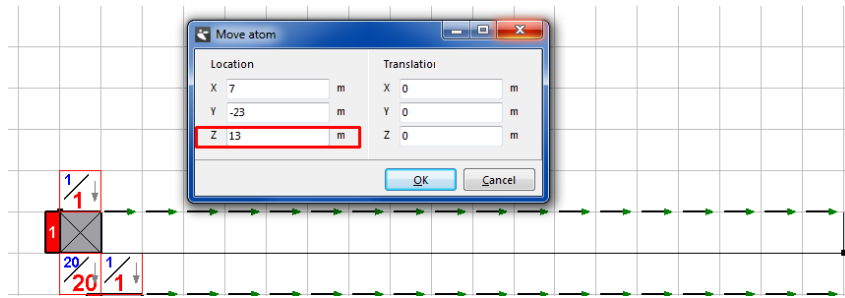 Move atom
Location Translation
X 7 m X 0 m
Y -23 m Y 0 m
Z 13 m Z 0 m
OK Cancel
1/1
1
20/20 1/1